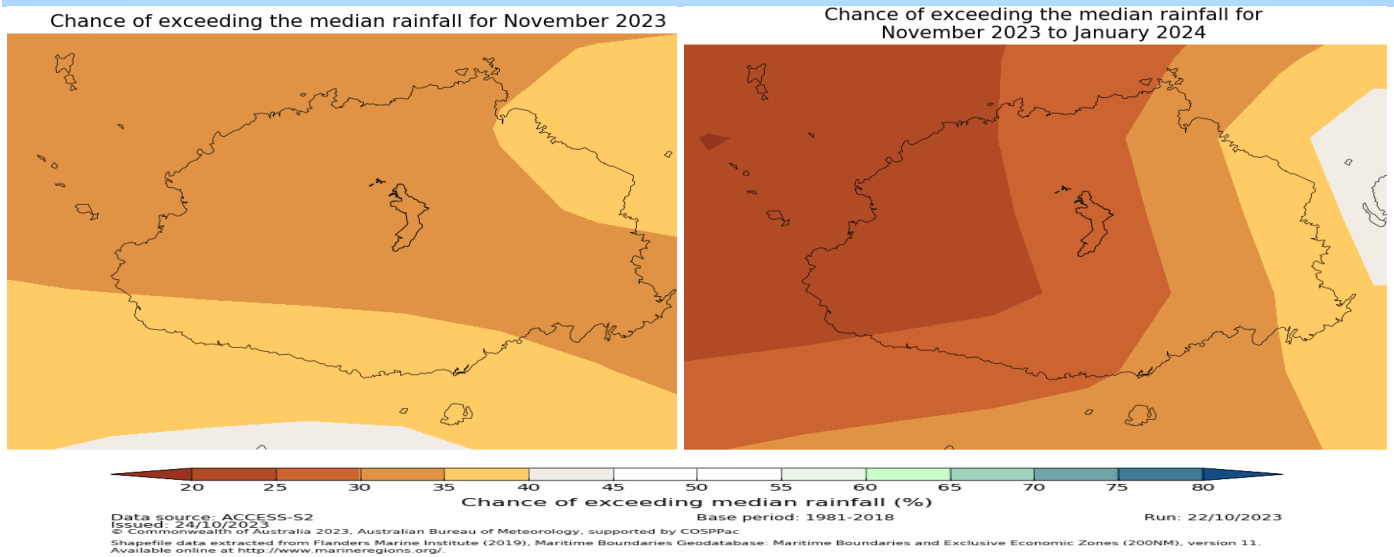 Chance of exceeding the median rainfall for November 2023
Chance of exceeding the median rainfall for
November 2023 to January 2024
20 25 30 35 40 45 50 55 60 65 70 75 80
Chance of exceeding median rainfall (%)
Data source: ACCESS-S2 Base period: 1981-2018 Run: 22/10/2023
Issued: 24/10/2023
© Commonwealth of Australia 2023, Australian Bureau of Meteorology, supported by COSPPac
Shapefile data extracted from Flanders Marine Institute (2019), Maritime Boundaries Geodatabase: Maritime Boundaries and Exclusive Economic Zones (200NM), version 11.
Available online at http://www.marineregions.org/.